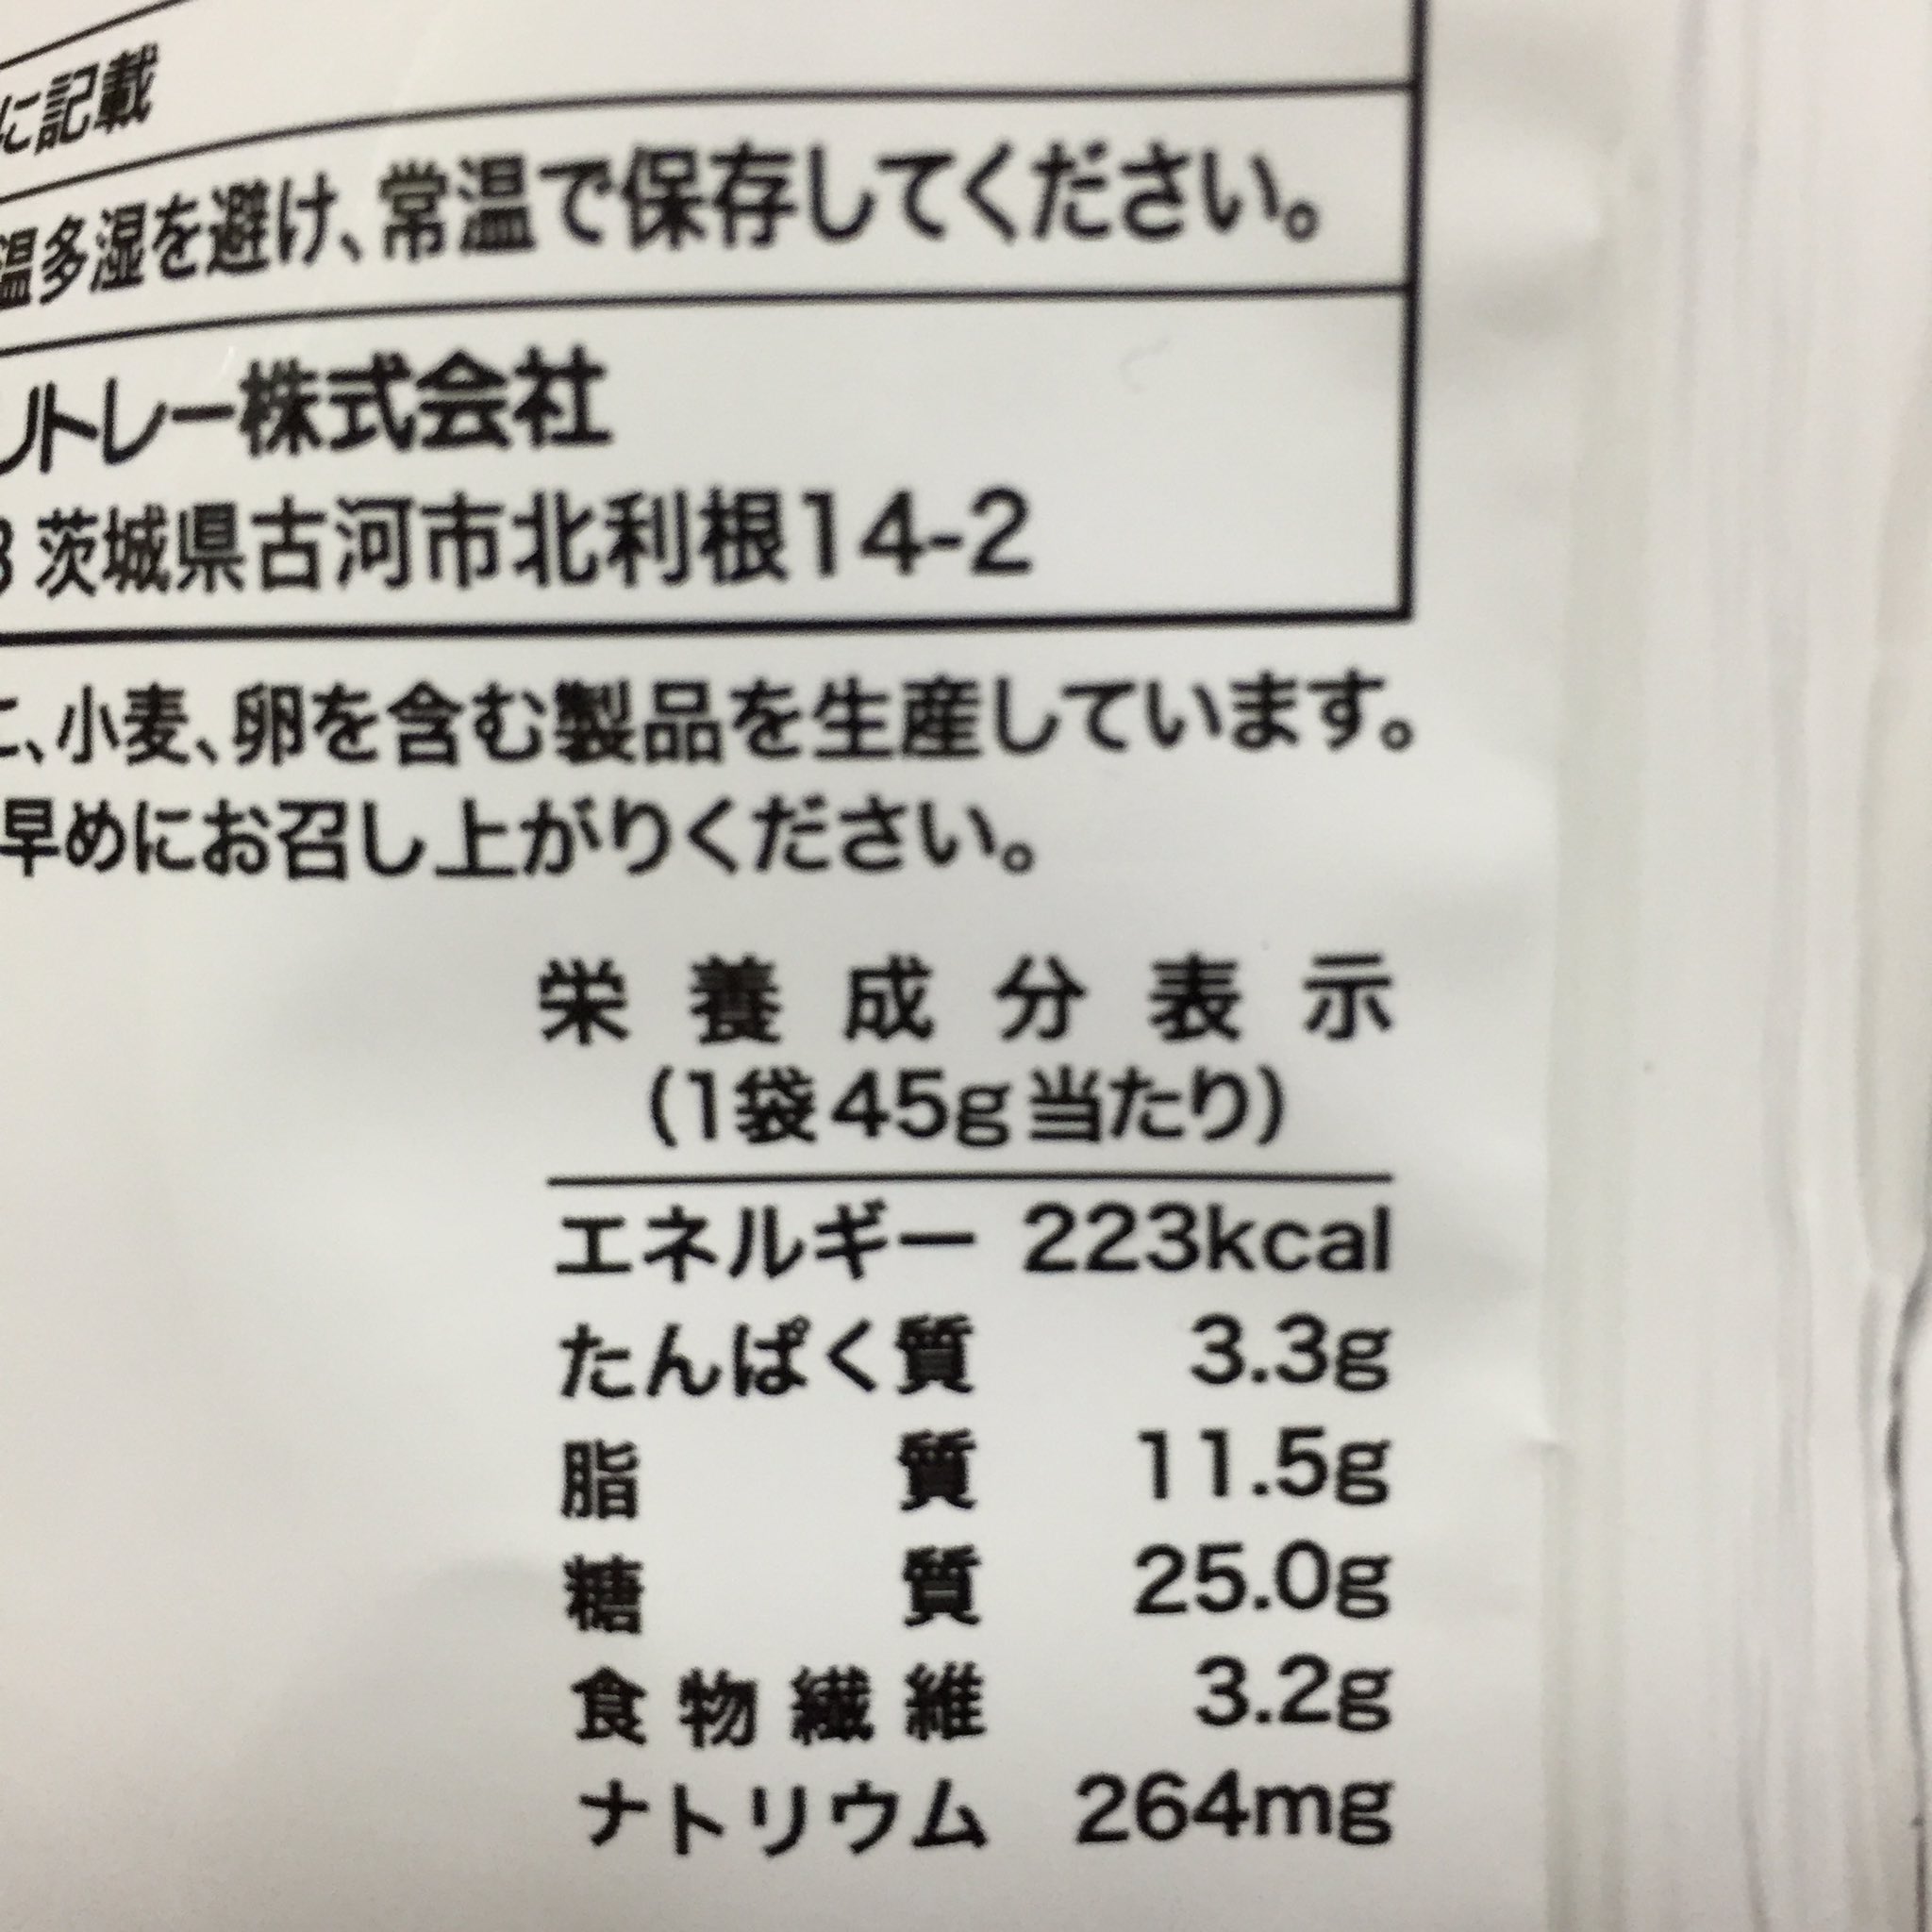 に記載
温多湿を避け、常温で保存してください。
トレー株式会社
茨城県古河市北利根14-2
に、小麦、卵を含む製品を生産しています。
早めにお召し上がりください。
栄養成分表示
(1袋45g当たり)
エネルギー 223kcal
たんぱく質 3.3g
脂質 11.5g
糖質 25.0g
食物繊維 3.2g
ナトリウム 264mg